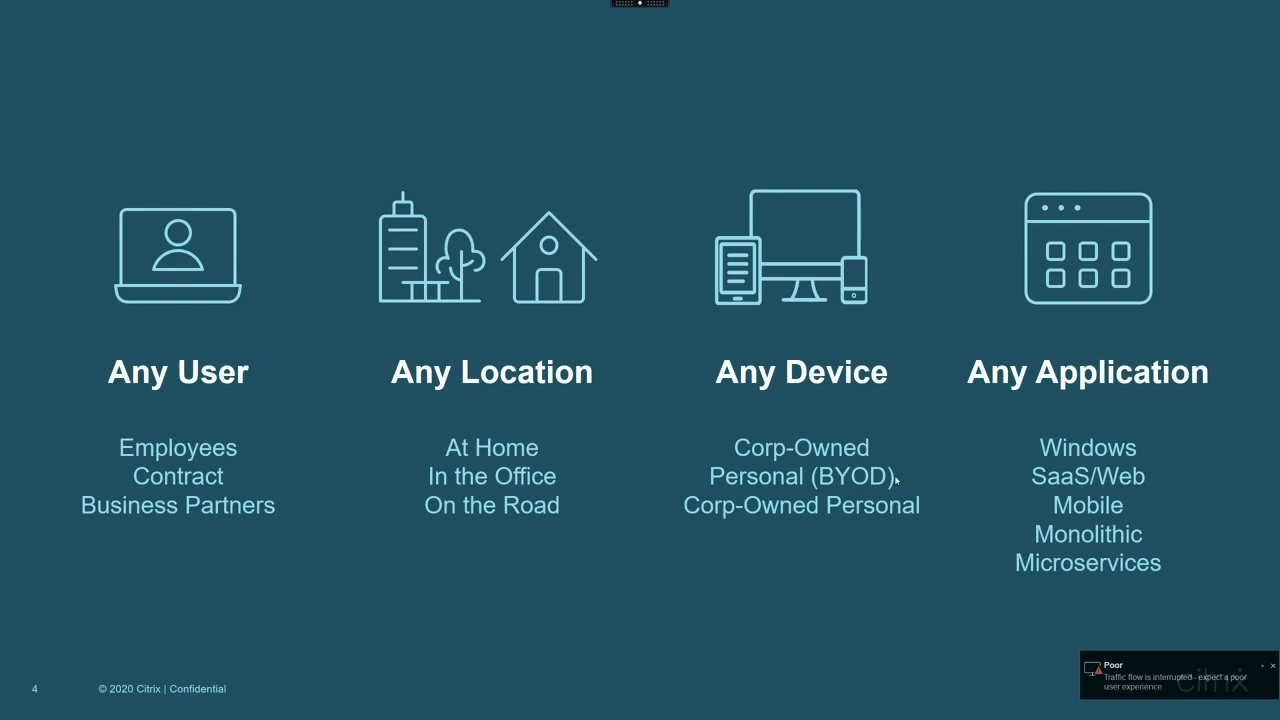 Any User
Employees
Contract
Business Partners
Any Location
At Home
In the Office
On the Road
Any Device
Corp-Owned
Personal (BYOD)
Corp-Owned Personal
Any Application
Windows
SaaS/Web
Mobile
Monolithic
Microservices
4
© 2020 Citrix | Confidential
Poor
Traffic flow is interrupted - expect a poor
user experience
citrix